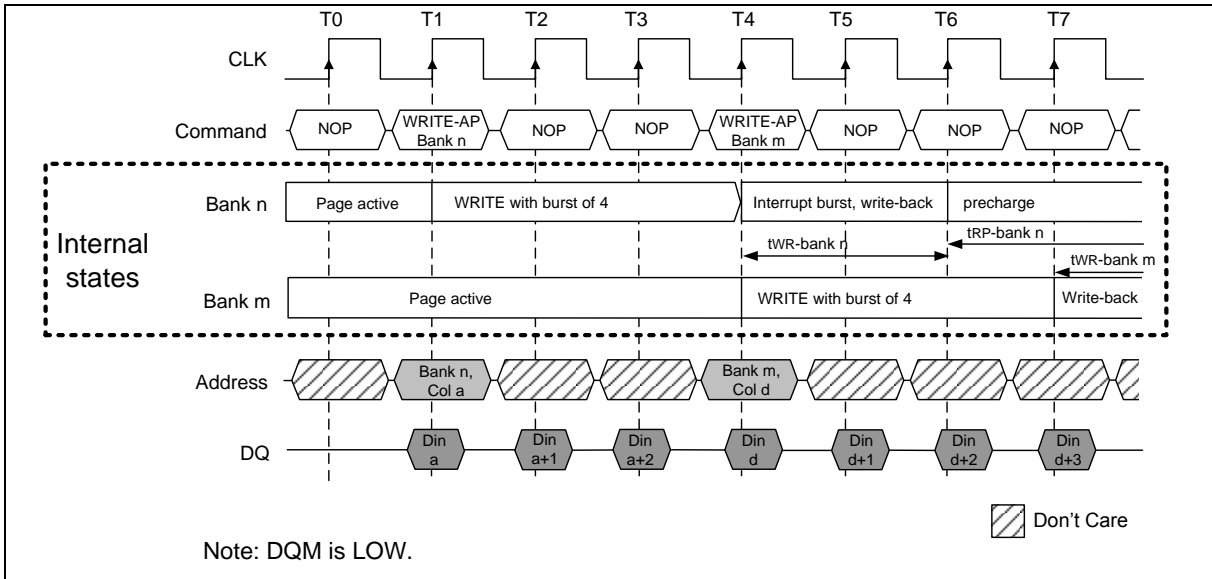 T0 T1 T2 T3 T4 T5 T6 T7
CLK
Command NOP WRITE-AP Bank n NOP NOP WRITE-AP Bank m NOP NOP NOP
Internal states
Bank n Page active WRITE with burst of 4 Interrupt burst, write-back precharge
tWR-bank n tRP-bank n
tWR-bank m
Bank m Page active WRITE with burst of 4 Write-back
Address Bank n, Col a Bank m, Col d
DQ Din a Din a+1 Din a+2 Din d Din d+1 Din d+2 Din d+3
Don't Care
Note: DQM is LOW.